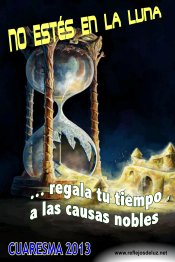 NO ESTÉS EN LA LUNA
... regala tu tiempo
a las causas nobles
CUARESMA 2013
www.reflejosdeluz.net